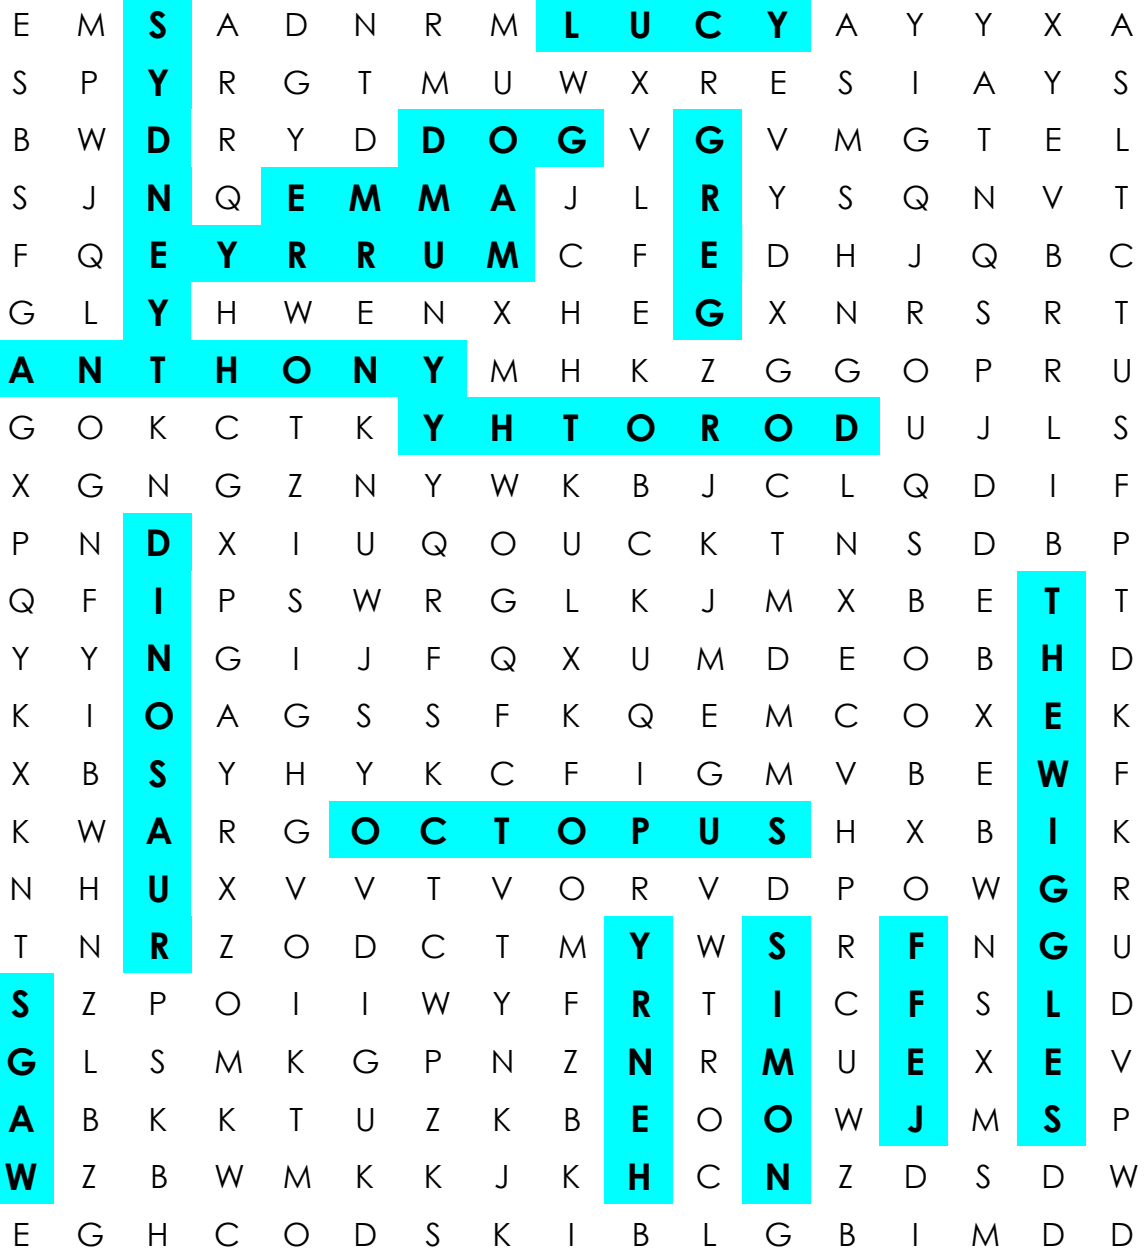 E M S A D N R M L U C Y A Y Y X A
S P Y R G T M U W X R E S I A Y S
B W D R Y D D O G V G V M G T E L
S J N Q E M M A J L R Y S Q N V T
F Q E Y R R U M C F E D H J Q B C
G L Y H W E N X H E G X N R S R T
A N T H O N Y M H K Z G G O P R U
G O K C T K Y H T O R O D U J L S
X G N G Z N Y W K B J C L Q D I F
P N D X I U Q O U C K T N S D B P
Q F I P S W R G L K J M X B E T T
Y Y N G I J F Q X U M D E O B H D
K I O A G S S F K Q E M C O X E K
X B S Y H Y K C F I G M V B E W F
K W A R G O C T O P U S H X B I K
N H U X V V T V O R V D P O W G R
T N R Z O D C T M Y W S R F N G U
S Z P O I I W Y F R T I C F S L D
G L S M K G P N Z N R M U E X E V
A B K K T U Z K B E O O W J M S P
W Z B W M K K J K H C N Z D S D W
E G H C O D S K I B L G B I M D D